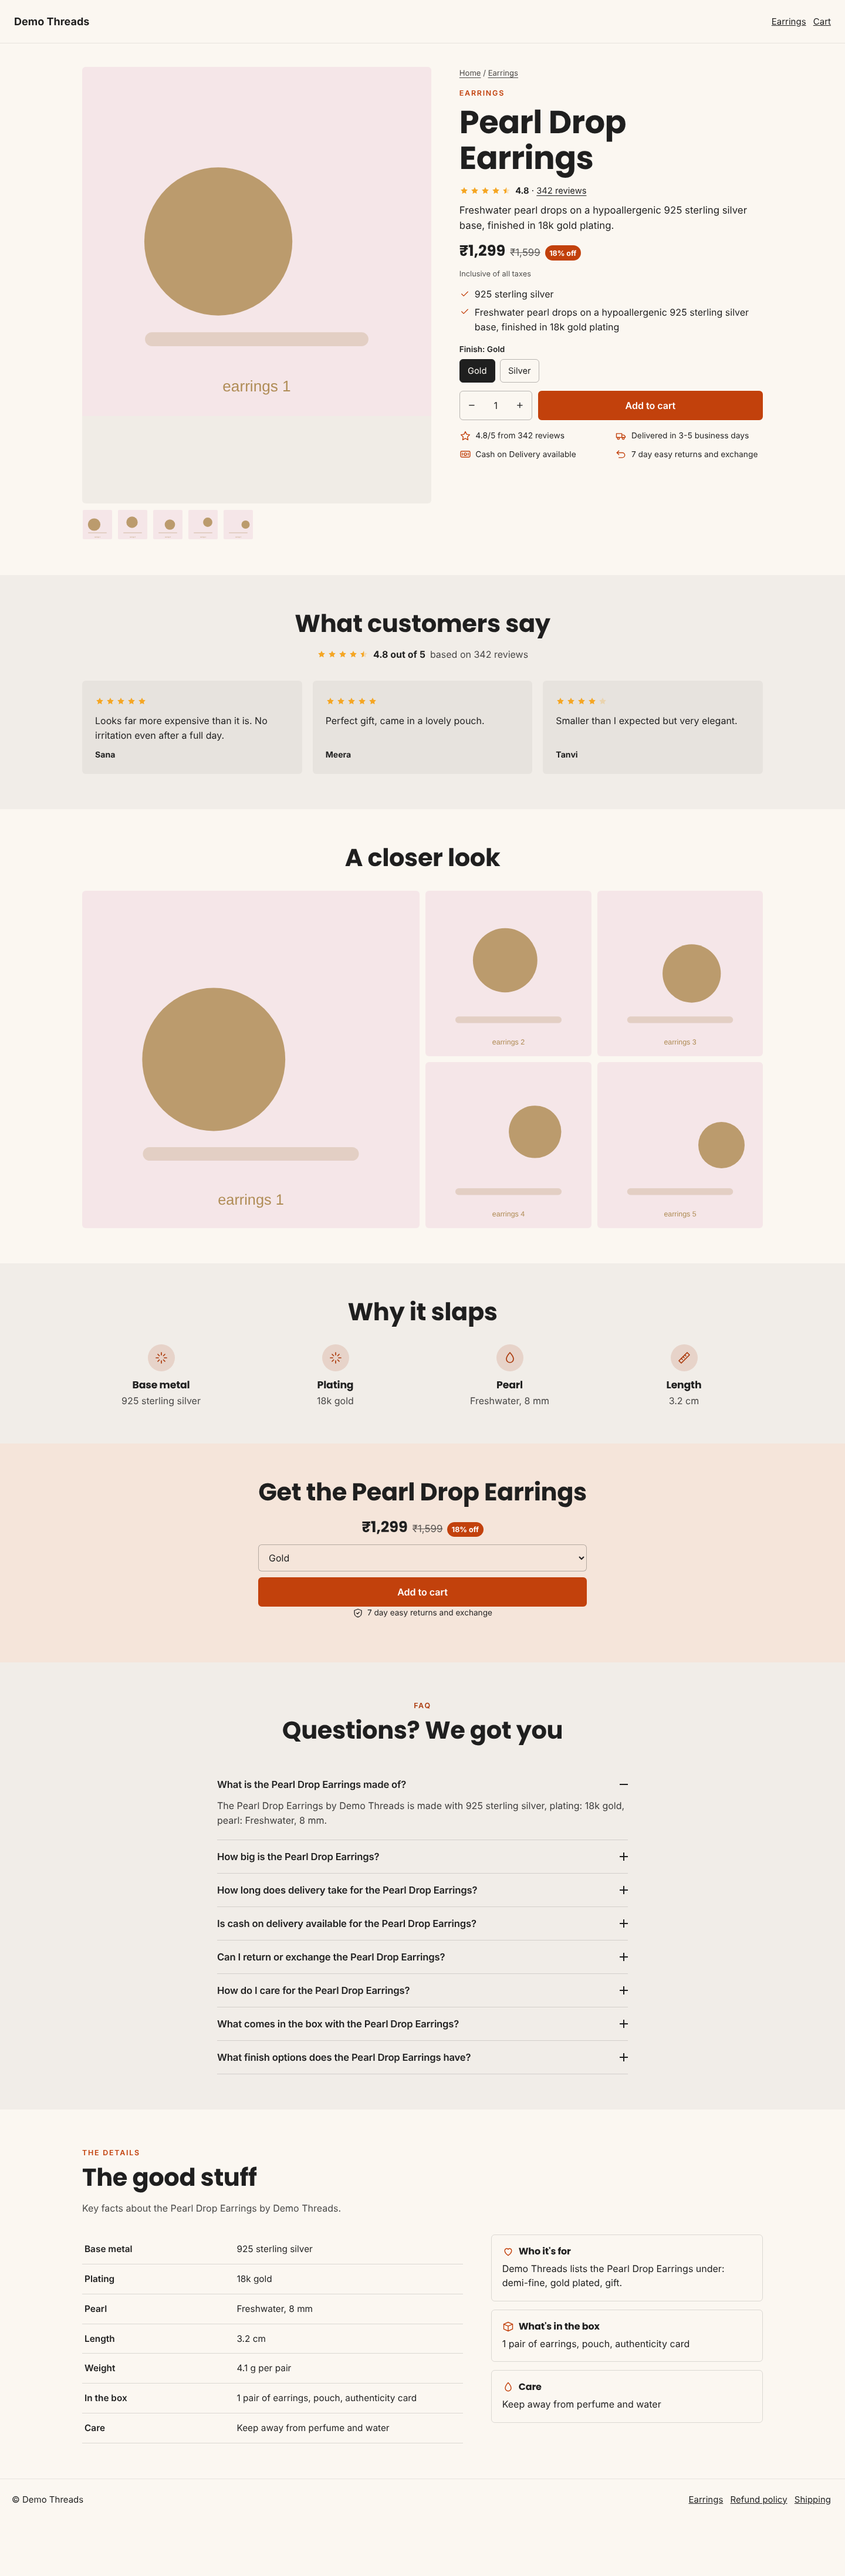 Demo Threads
Earrings Cart
Home / Earrings
EARRINGS
Pearl Drop
Earrings
4.8 · 342 reviews
Freshwater pearl drops on a hypoallergenic 925 sterling silver
base, finished in 18k gold plating.
₹1,299 ₹1,599 18% off
Inclusive of all taxes
925 sterling silver
Freshwater pearl drops on a hypoallergenic 925 sterling silver
base, finished in 18k gold plating
Finish: Gold
Gold Silver
− 1 + Add to cart
4.8/5 from 342 reviews
Delivered in 3-5 business days
Cash on Delivery available
7 day easy returns and exchange
earrings 1
What customers say
4.8 out of 5 based on 342 reviews
Looks far more expensive than it is. No
irritation even after a full day.
Sana
Perfect gift, came in a lovely pouch.
Meera
Smaller than I expected but very elegant.
Tanvi
A closer look
earrings 1
earrings 2
earrings 3
earrings 4
earrings 5
Why it slaps
Base metal
925 sterling silver
Plating
18k gold
Pearl
Freshwater, 8 mm
Length
3.2 cm
Get the Pearl Drop Earrings
₹1,299 ₹1,599 18% off
Gold
Add to cart
7 day easy returns and exchange
FAQ
Questions? We got you
What is the Pearl Drop Earrings made of?
The Pearl Drop Earrings by Demo Threads is made with 925 sterling silver, plating: 18k gold,
pearl: Freshwater, 8 mm.
How big is the Pearl Drop Earrings?
How long does delivery take for the Pearl Drop Earrings?
Is cash on delivery available for the Pearl Drop Earrings?
Can I return or exchange the Pearl Drop Earrings?
How do I care for the Pearl Drop Earrings?
What comes in the box with the Pearl Drop Earrings?
What finish options does the Pearl Drop Earrings have?
THE DETAILS
The good stuff
Key facts about the Pearl Drop Earrings by Demo Threads.
Base metal 925 sterling silver
Plating 18k gold
Pearl Freshwater, 8 mm
Length 3.2 cm
Weight 4.1 g per pair
In the box 1 pair of earrings, pouch, authenticity card
Care Keep away from perfume and water
Who it's for
Demo Threads lists the Pearl Drop Earrings under:
demi-fine, gold plated, gift.
What's in the box
1 pair of earrings, pouch, authenticity card
Care
Keep away from perfume and water
© Demo Threads
Earrings Refund policy Shipping